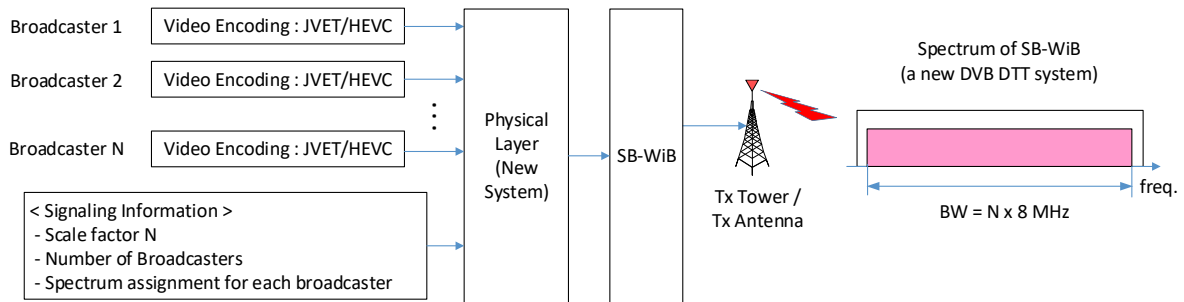 Broadcaster 1
Video Encoding : JVET/HEVC
Broadcaster 2
Video Encoding : JVET/HEVC
Broadcaster N
Video Encoding : JVET/HEVC
< Signaling Information >
- Scale factor N
- Number of Broadcasters
- Spectrum assignment for each broadcaster
Physical
Layer
(New
System)
SB-WiB
Tx Tower /
Tx Antenna
Spectrum of SB-WiB
(a new DVB DTT system)
freq.
BW = N x 8 MHz